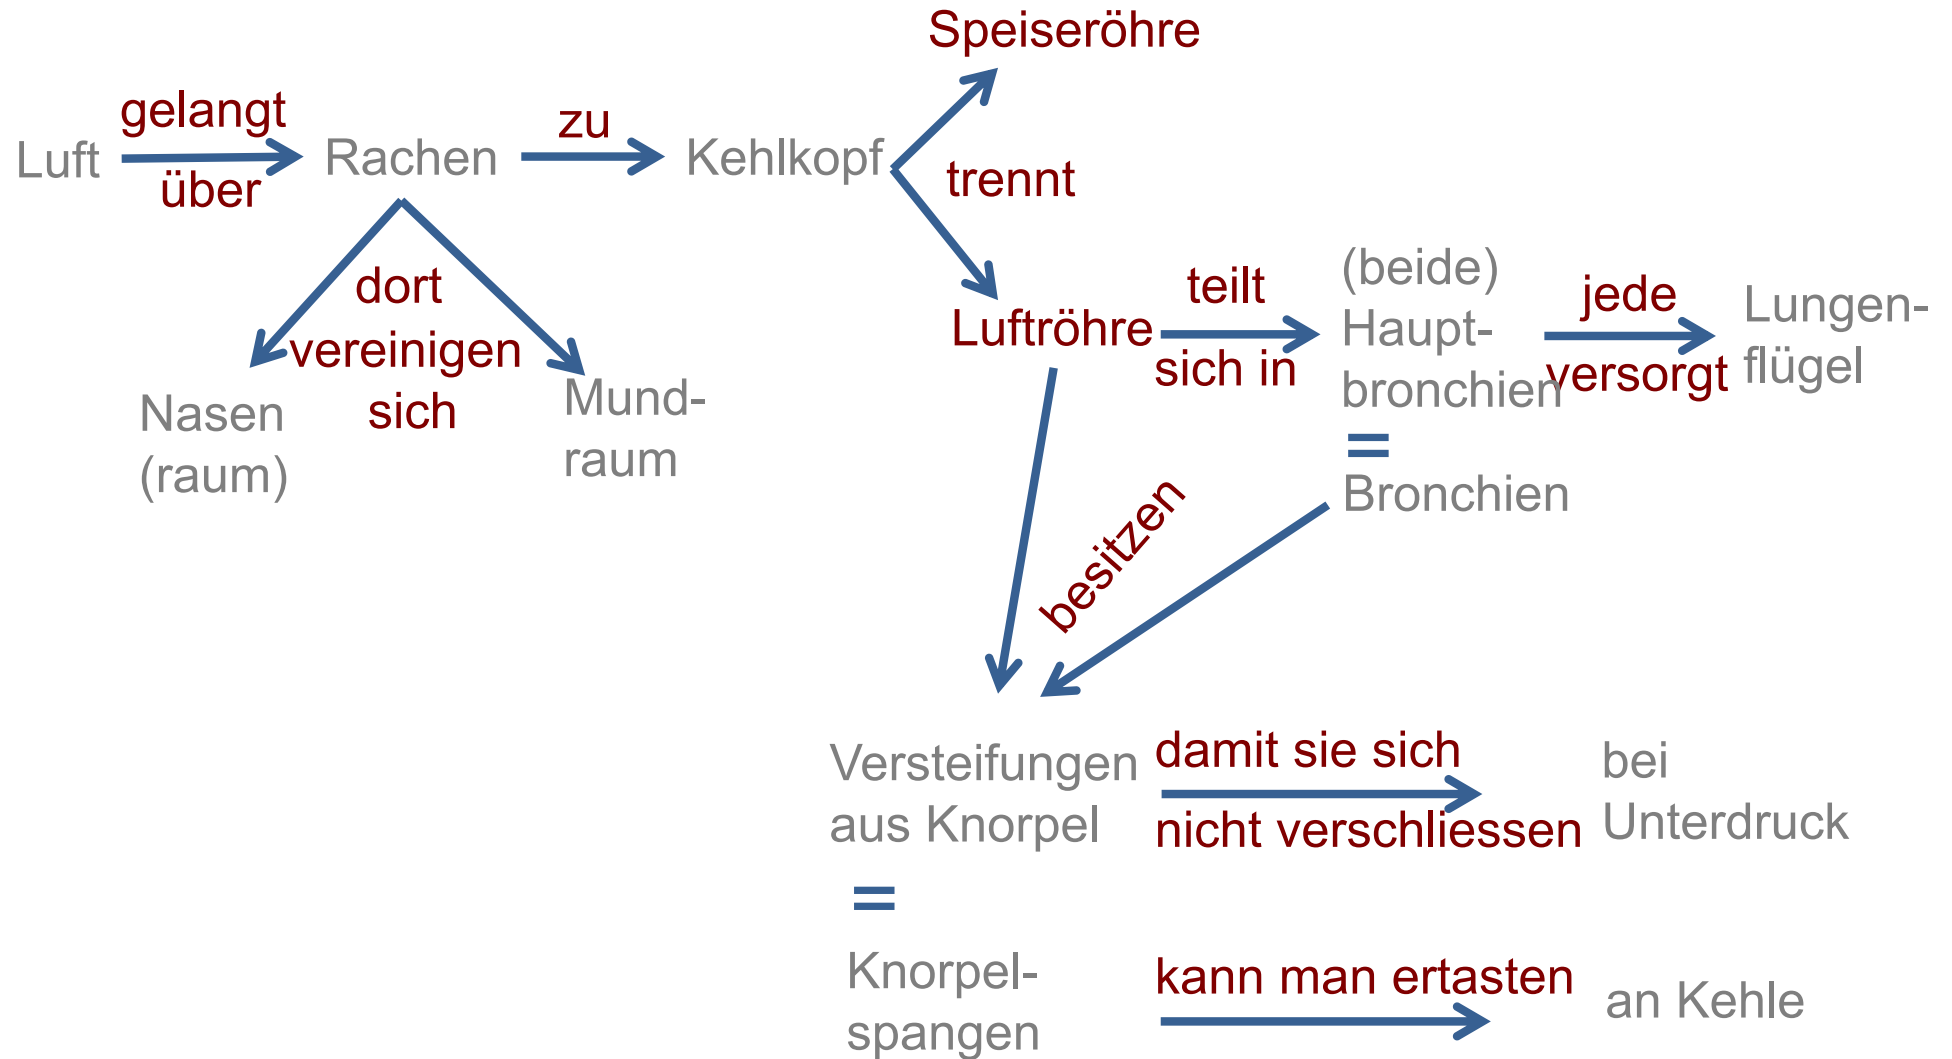 Speiseröhre
gelangt
über
Luft
Rachen
zu
Kehlkopf
trennt
dort
vereinigen
sich
Nasen
(raum)
Mund-
raum
Luftröhre
teilt
sich in
(beide)
Haupt-
bronchien
=
Bronchien
jede
versorgt
Lungen-
flügel
besitzen
Versteifungen
aus Knorpel
damit sie sich
nicht verschliessen
bei
Unterdruck
=
Knorpel-
spangen
kann man ertasten
an Kehle